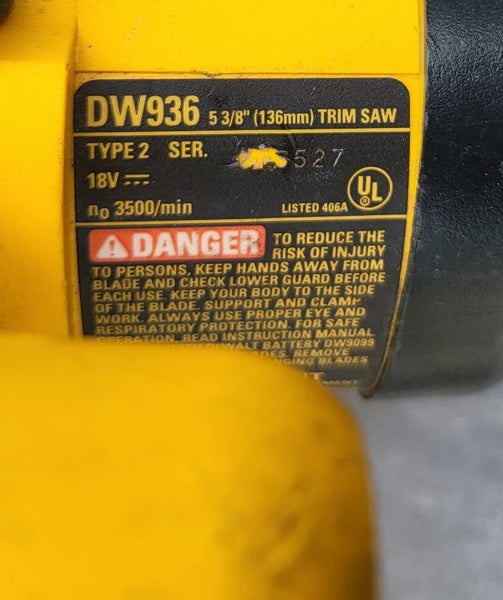 DW936 5 3/8" (136mm) TRIM SAW
TYPE 2 SER. 527
18V ⎓
n₀ 3500/min
UL
®
LISTED 406A
DANGER TO REDUCE THE
RISK OF INJURY
TO PERSONS, KEEP HANDS AWAY FROM
BLADE AND CHECK LOWER GUARD BEFORE
EACH USE. KEEP YOUR BODY TO THE SIDE
OF THE BLADE. SUPPORT AND CLAMP
WORK. ALWAYS USE PROPER EYE AND
RESPIRATORY PROTECTION. FOR SAFE
OPERATION, READ INSTRUCTION MANUAL.
DEWALT BATTERY DW9099
BLADES. REMOVE
BLADES